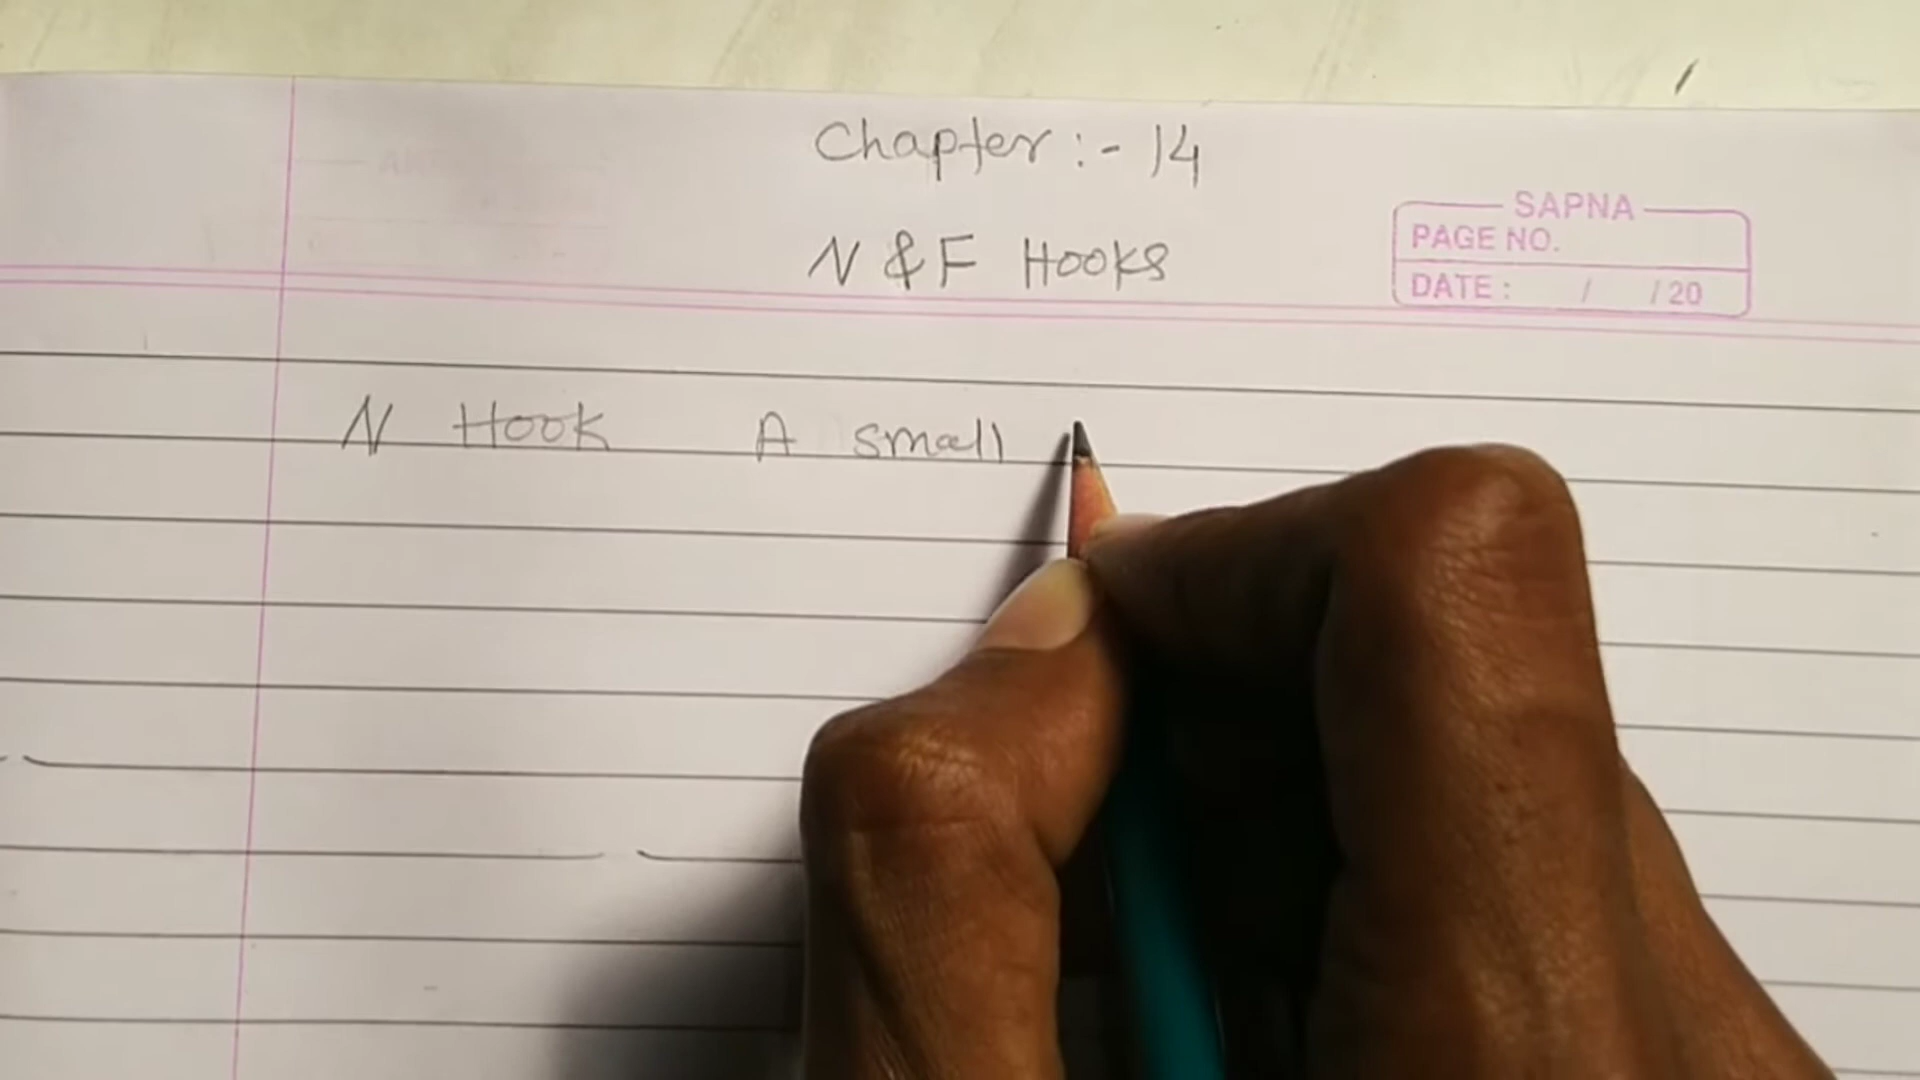 Chapter :- 14
SAPNA
PAGE NO.
N & F Hooks
DATE : / / 20
N Hook A small